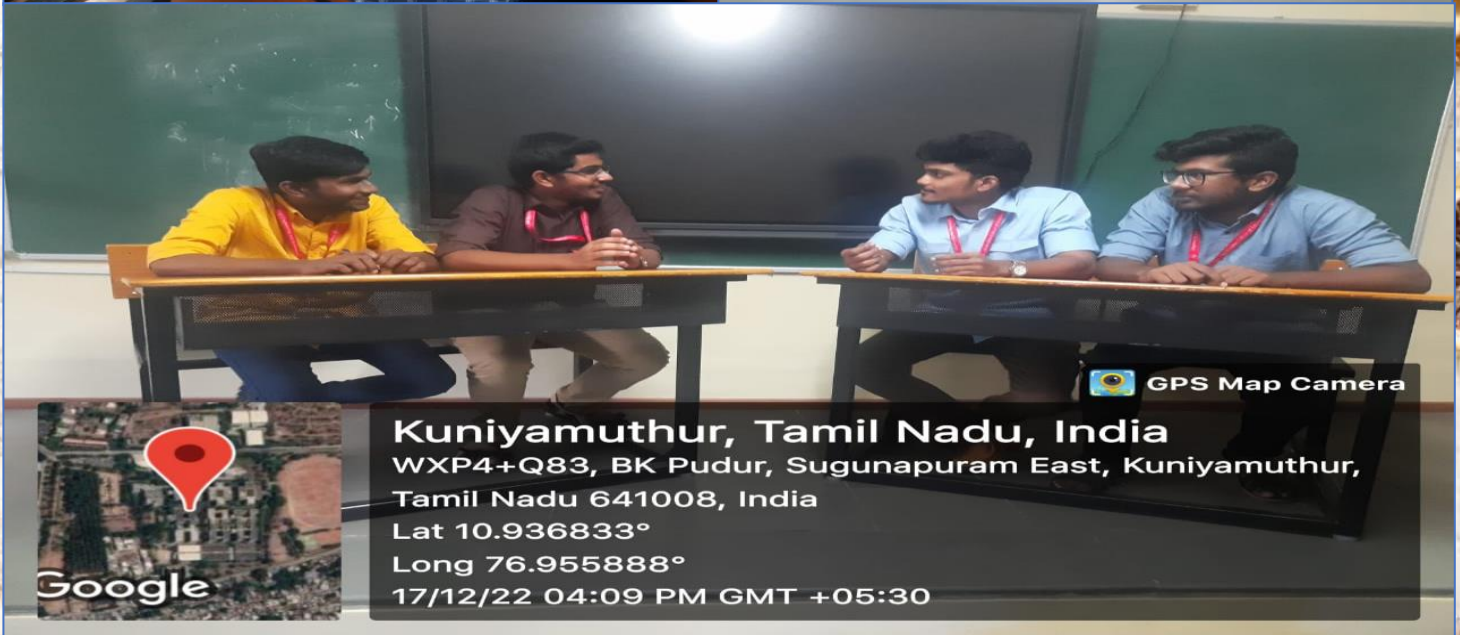 GPS Map Camera
Kuniyamuthur, Tamil Nadu, India
WXP4+Q83, BK Pudur, Sugunapuram East, Kuniyamuthur,
Tamil Nadu 641008, India
Lat 10.936833°
Long 76.955888°
17/12/22 04:09 PM GMT +05:30
Google